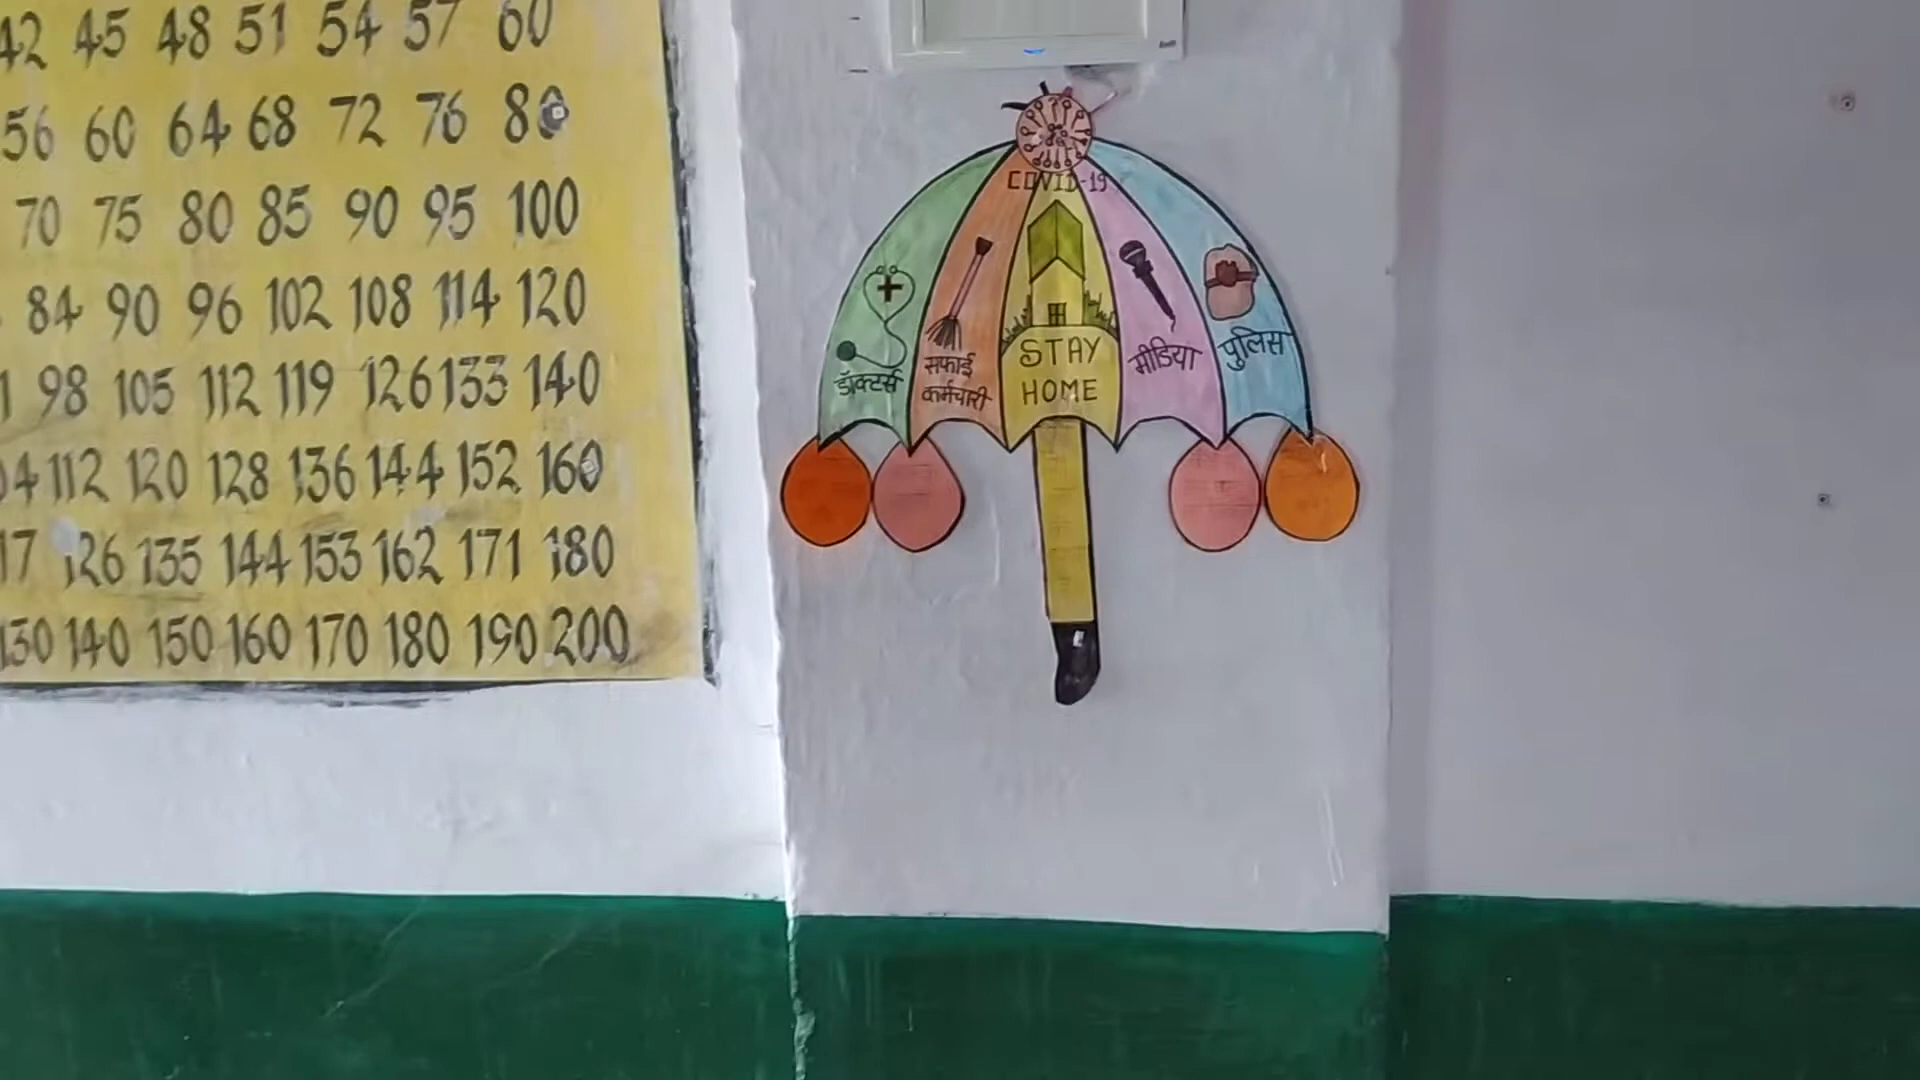 42 45 48 51 54 57 60
56 60 64 68 72 76 80
70 75 80 85 90 95 100
84 90 96 102 108 114 120
98 105 112 119 126 133 140
112 120 128 136 144 152 160
126 135 144 153 162 171 180
130 140 150 160 170 180 190 200
COVID-19
डॉक्टर्स
सफाई
कर्मचारी
STAY
HOME
मीडिया
पुलिस